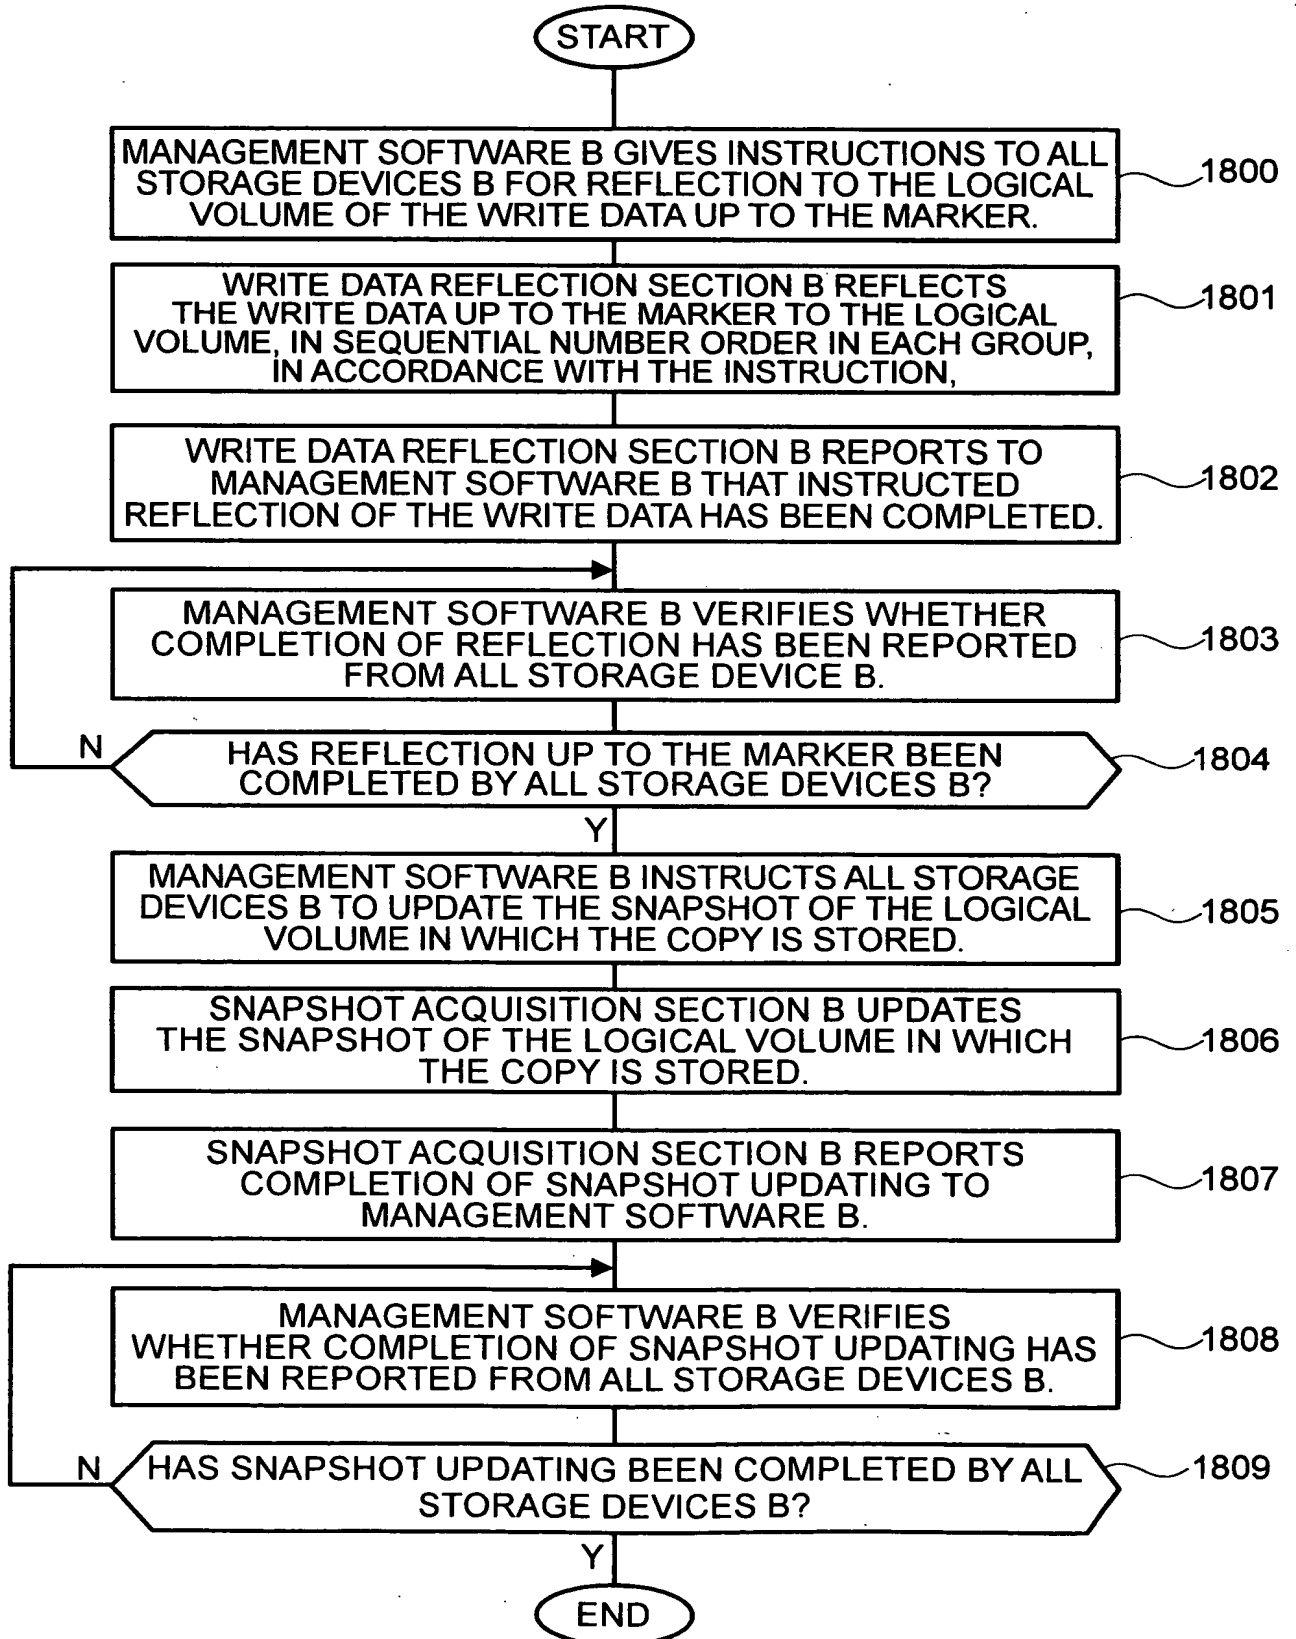 START
MANAGEMENT SOFTWARE B GIVES INSTRUCTIONS TO ALL
STORAGE DEVICES B FOR REFLECTION TO THE LOGICAL
VOLUME OF THE WRITE DATA UP TO THE MARKER.
1800
WRITE DATA REFLECTION SECTION B REFLECTS
THE WRITE DATA UP TO THE MARKER TO THE LOGICAL
VOLUME, IN SEQUENTIAL NUMBER ORDER IN EACH GROUP,
IN ACCORDANCE WITH THE INSTRUCTION,
1801
WRITE DATA REFLECTION SECTION B REPORTS TO
MANAGEMENT SOFTWARE B THAT INSTRUCTED
REFLECTION OF THE WRITE DATA HAS BEEN COMPLETED.
1802
MANAGEMENT SOFTWARE B VERIFIES WHETHER
COMPLETION OF REFLECTION HAS BEEN REPORTED
FROM ALL STORAGE DEVICE B.
1803
N
HAS REFLECTION UP TO THE MARKER BEEN
COMPLETED BY ALL STORAGE DEVICES B?
1804
Y
MANAGEMENT SOFTWARE B INSTRUCTS ALL STORAGE
DEVICES B TO UPDATE THE SNAPSHOT OF THE LOGICAL
VOLUME IN WHICH THE COPY IS STORED.
1805
SNAPSHOT ACQUISITION SECTION B UPDATES
THE SNAPSHOT OF THE LOGICAL VOLUME IN WHICH
THE COPY IS STORED.
1806
SNAPSHOT ACQUISITION SECTION B REPORTS
COMPLETION OF SNAPSHOT UPDATING TO
MANAGEMENT SOFTWARE B.
1807
MANAGEMENT SOFTWARE B VERIFIES
WHETHER COMPLETION OF SNAPSHOT UPDATING HAS
BEEN REPORTED FROM ALL STORAGE DEVICES B.
1808
N
HAS SNAPSHOT UPDATING BEEN COMPLETED BY ALL
STORAGE DEVICES B?
1809
Y
END